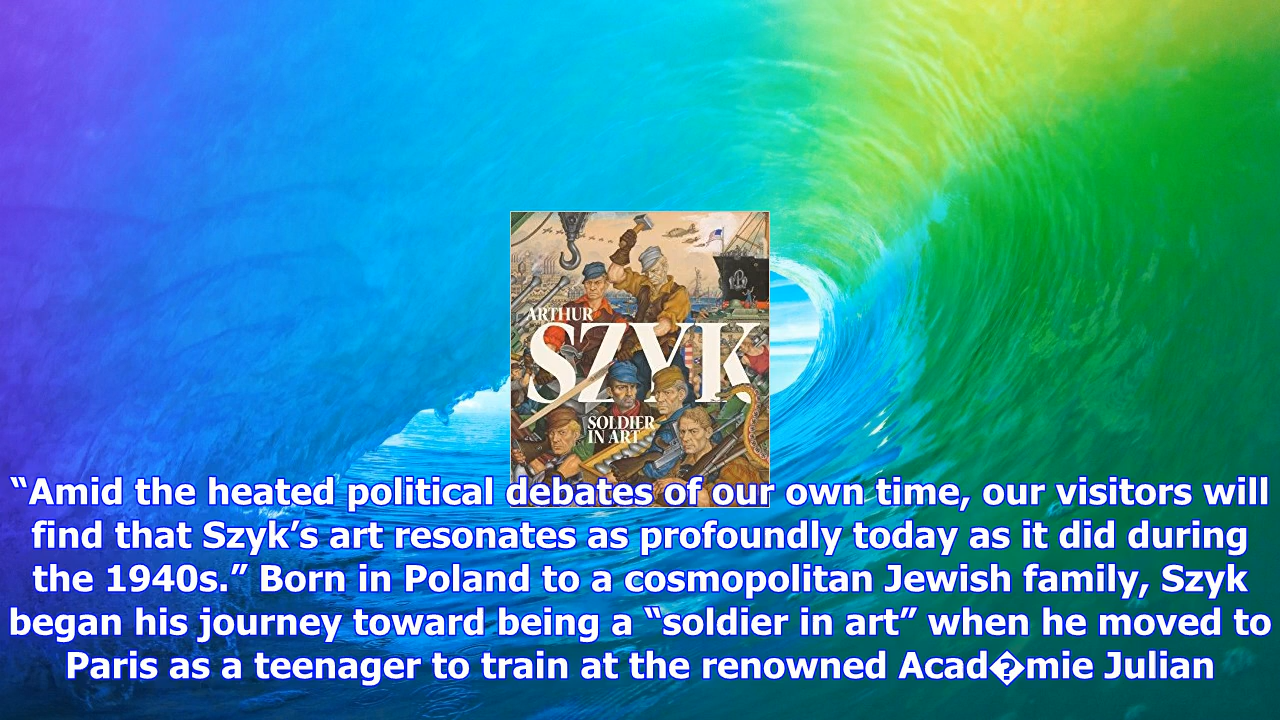 ARTHUR
SZYK
SOLDIER
IN ART
“Amid the heated political debates of our own time, our visitors will
find that Szyk’s art resonates as profoundly today as it did during
the 1940s.” Born in Poland to a cosmopolitan Jewish family, Szyk
began his journey toward being a “soldier in art” when he moved to
Paris as a teenager to train at the renowned Acad�mie Julian